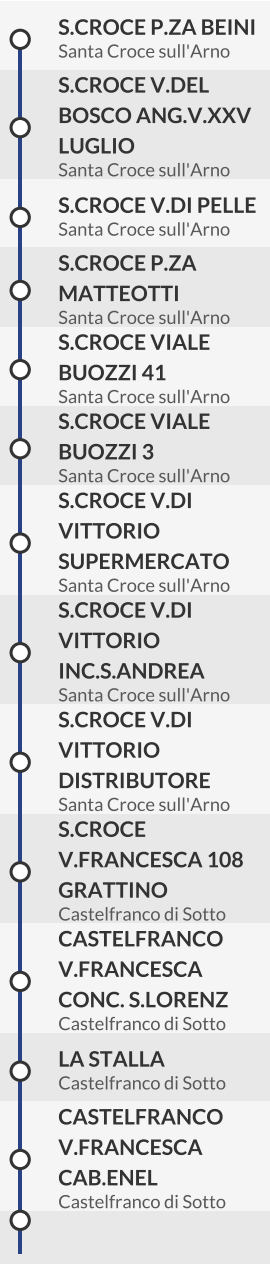 S.CROCE P.ZA BEINI
Santa Croce sull'Arno
S.CROCE V.DEL
BOSCO ANG.V.XXV
LUGLIO
Santa Croce sull'Arno
S.CROCE V.DI PELLE
Santa Croce sull'Arno
S.CROCE P.ZA
MATTEOTTI
Santa Croce sull'Arno
S.CROCE VIALE
BUOZZI 41
Santa Croce sull'Arno
S.CROCE VIALE
BUOZZI 3
Santa Croce sull'Arno
S.CROCE V.DI
VITTORIO
SUPERMERCATO
Santa Croce sull'Arno
S.CROCE V.DI
VITTORIO
INC.S.ANDREA
Santa Croce sull'Arno
S.CROCE V.DI
VITTORIO
DISTRIBUTORE
Santa Croce sull'Arno
S.CROCE
V.FRANCESCA 108
GRATTINO
Castelfranco di Sotto
CASTELFRANCO
V.FRANCESCA
CONC. S.LORENZ
Castelfranco di Sotto
LA STALLA
Castelfranco di Sotto
CASTELFRANCO
V.FRANCESCA
CAB.ENEL
Castelfranco di Sotto